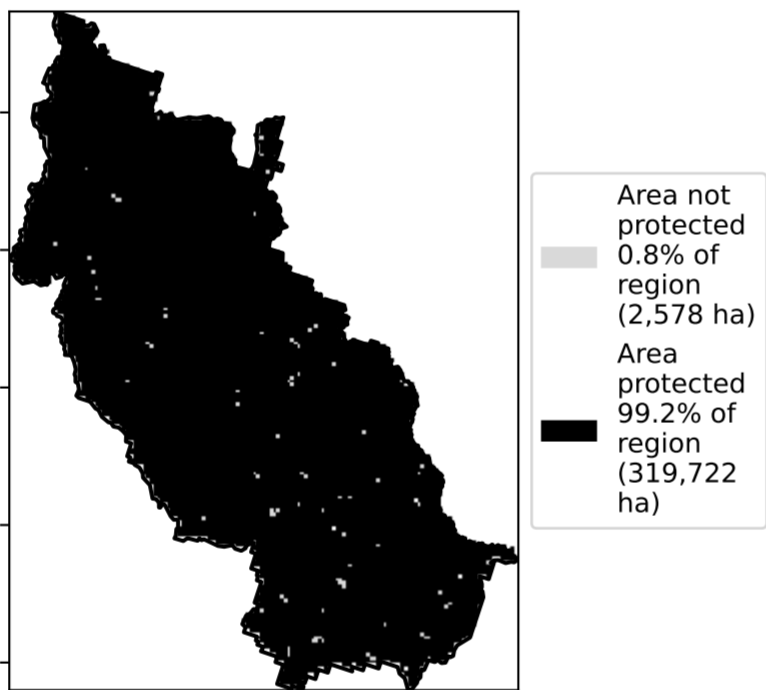 Area not
protected
0.8% of
region
(2,578 ha)
Area
protected
99.2% of
region
(319,722
ha)